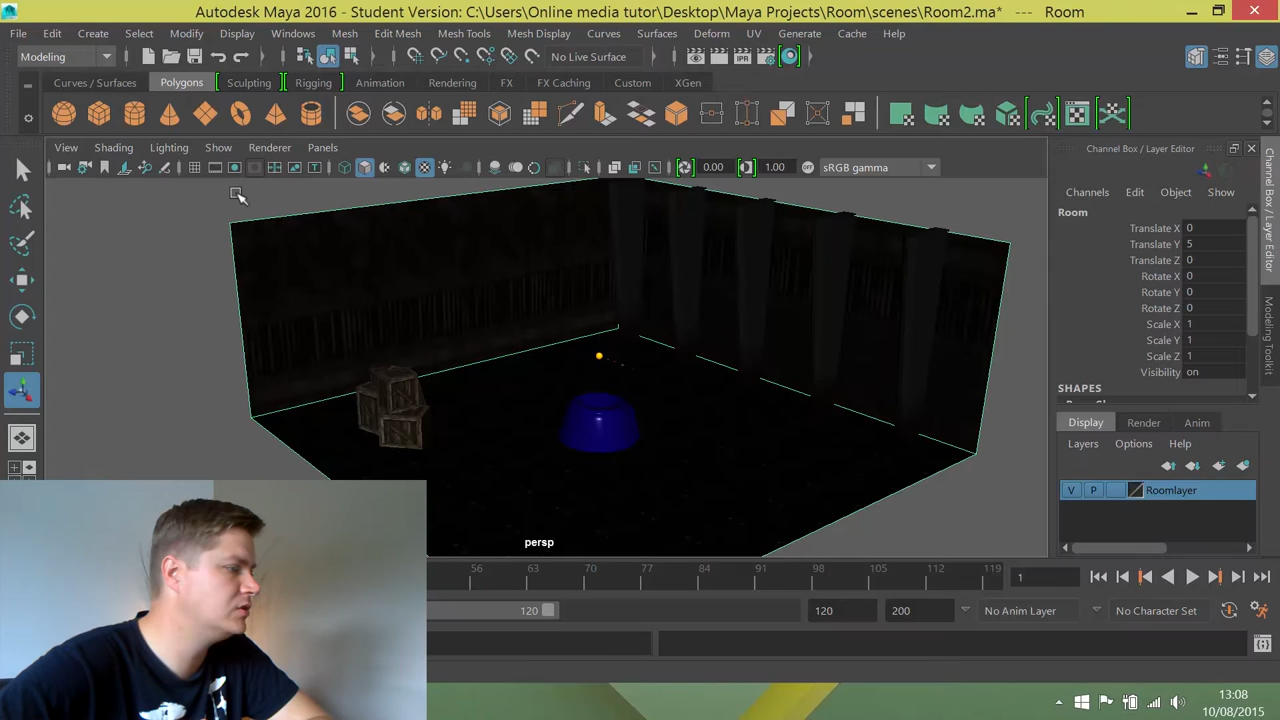 Autodesk Maya 2016 - Student Version: C:\Users\Online media tutor\Desktop\Maya Projects\Room\scenes\Room2.ma* --- Room
File Edit Create Select Modify Display Windows Mesh Edit Mesh Mesh Tools Mesh Display Curves Surfaces Deform UV Generate Cache Help
Modeling No Live Surface
Curves / Surfaces Polygons Sculpting Rigging Animation Rendering FX FX Caching Custom XGen
View Shading Lighting Show Renderer Panels
0.00 1.00 sRGB gamma
persp
Channel Box / Layer Editor
Channels Edit Object Show
Room
Translate X 0
Translate Y 5
Translate Z 0
Rotate X 0
Rotate Y 0
Rotate Z 0
Scale X 1
Scale Y 1
Scale Z 1
Visibility on
SHAPES
Display Render Anim
Layers Options Help
V P Roomlayer
Channel Box / Layer Editor
Modeling Toolkit
56 63 70 77 84 91 98 105 112 119 1
120 120 200 No Anim Layer No Character Set
13:08
10/08/2015